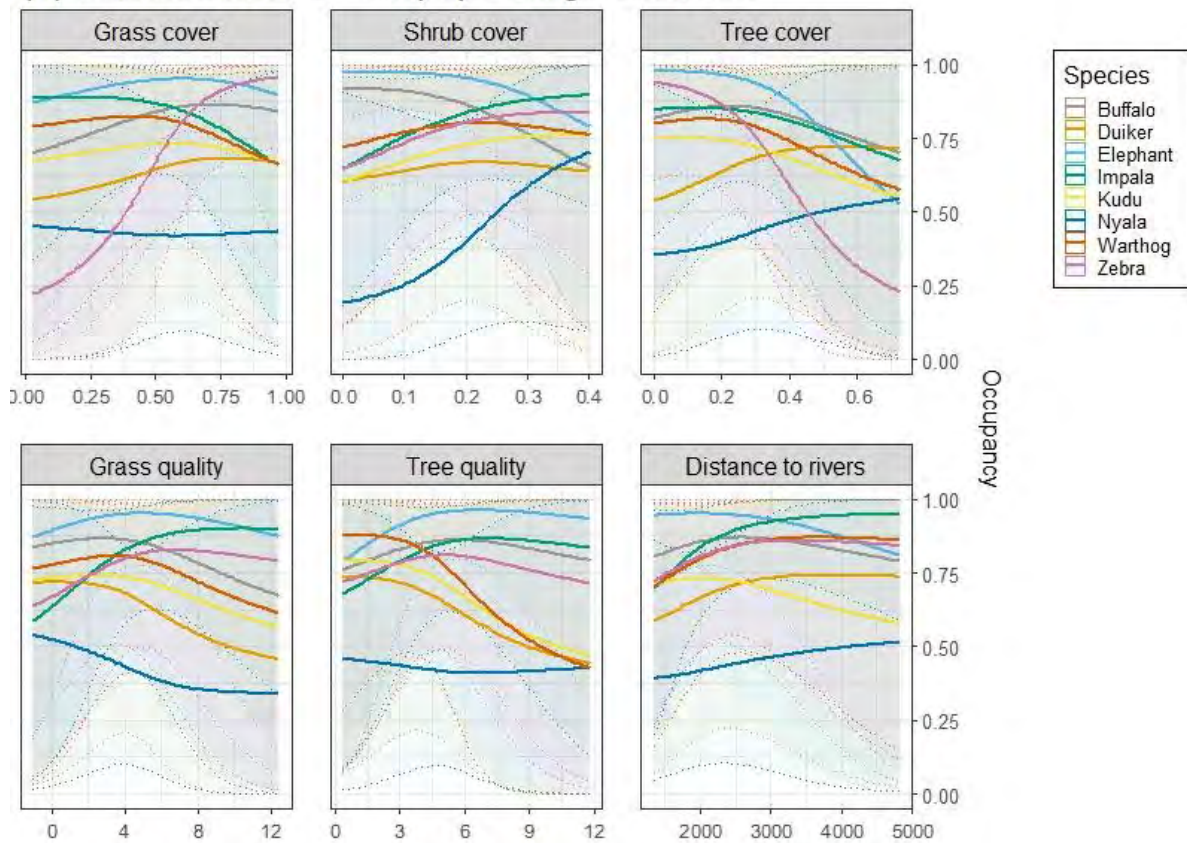 Grass cover Shrub cover Tree cover
Species
Buffalo
Duiker
Elephant
Impala
Kudu
Nyala
Warthog
Zebra
1.00
0.75
0.50
0.25
0.00
0.00 0.25 0.50 0.75 1.00 0.0 0.1 0.2 0.3 0.4 0.0 0.2 0.4 0.6
Occupancy
Grass quality Tree quality Distance to rivers
1.00
0.75
0.50
0.25
0.00
0 4 8 12 0 3 6 9 12 2000 3000 4000 5000